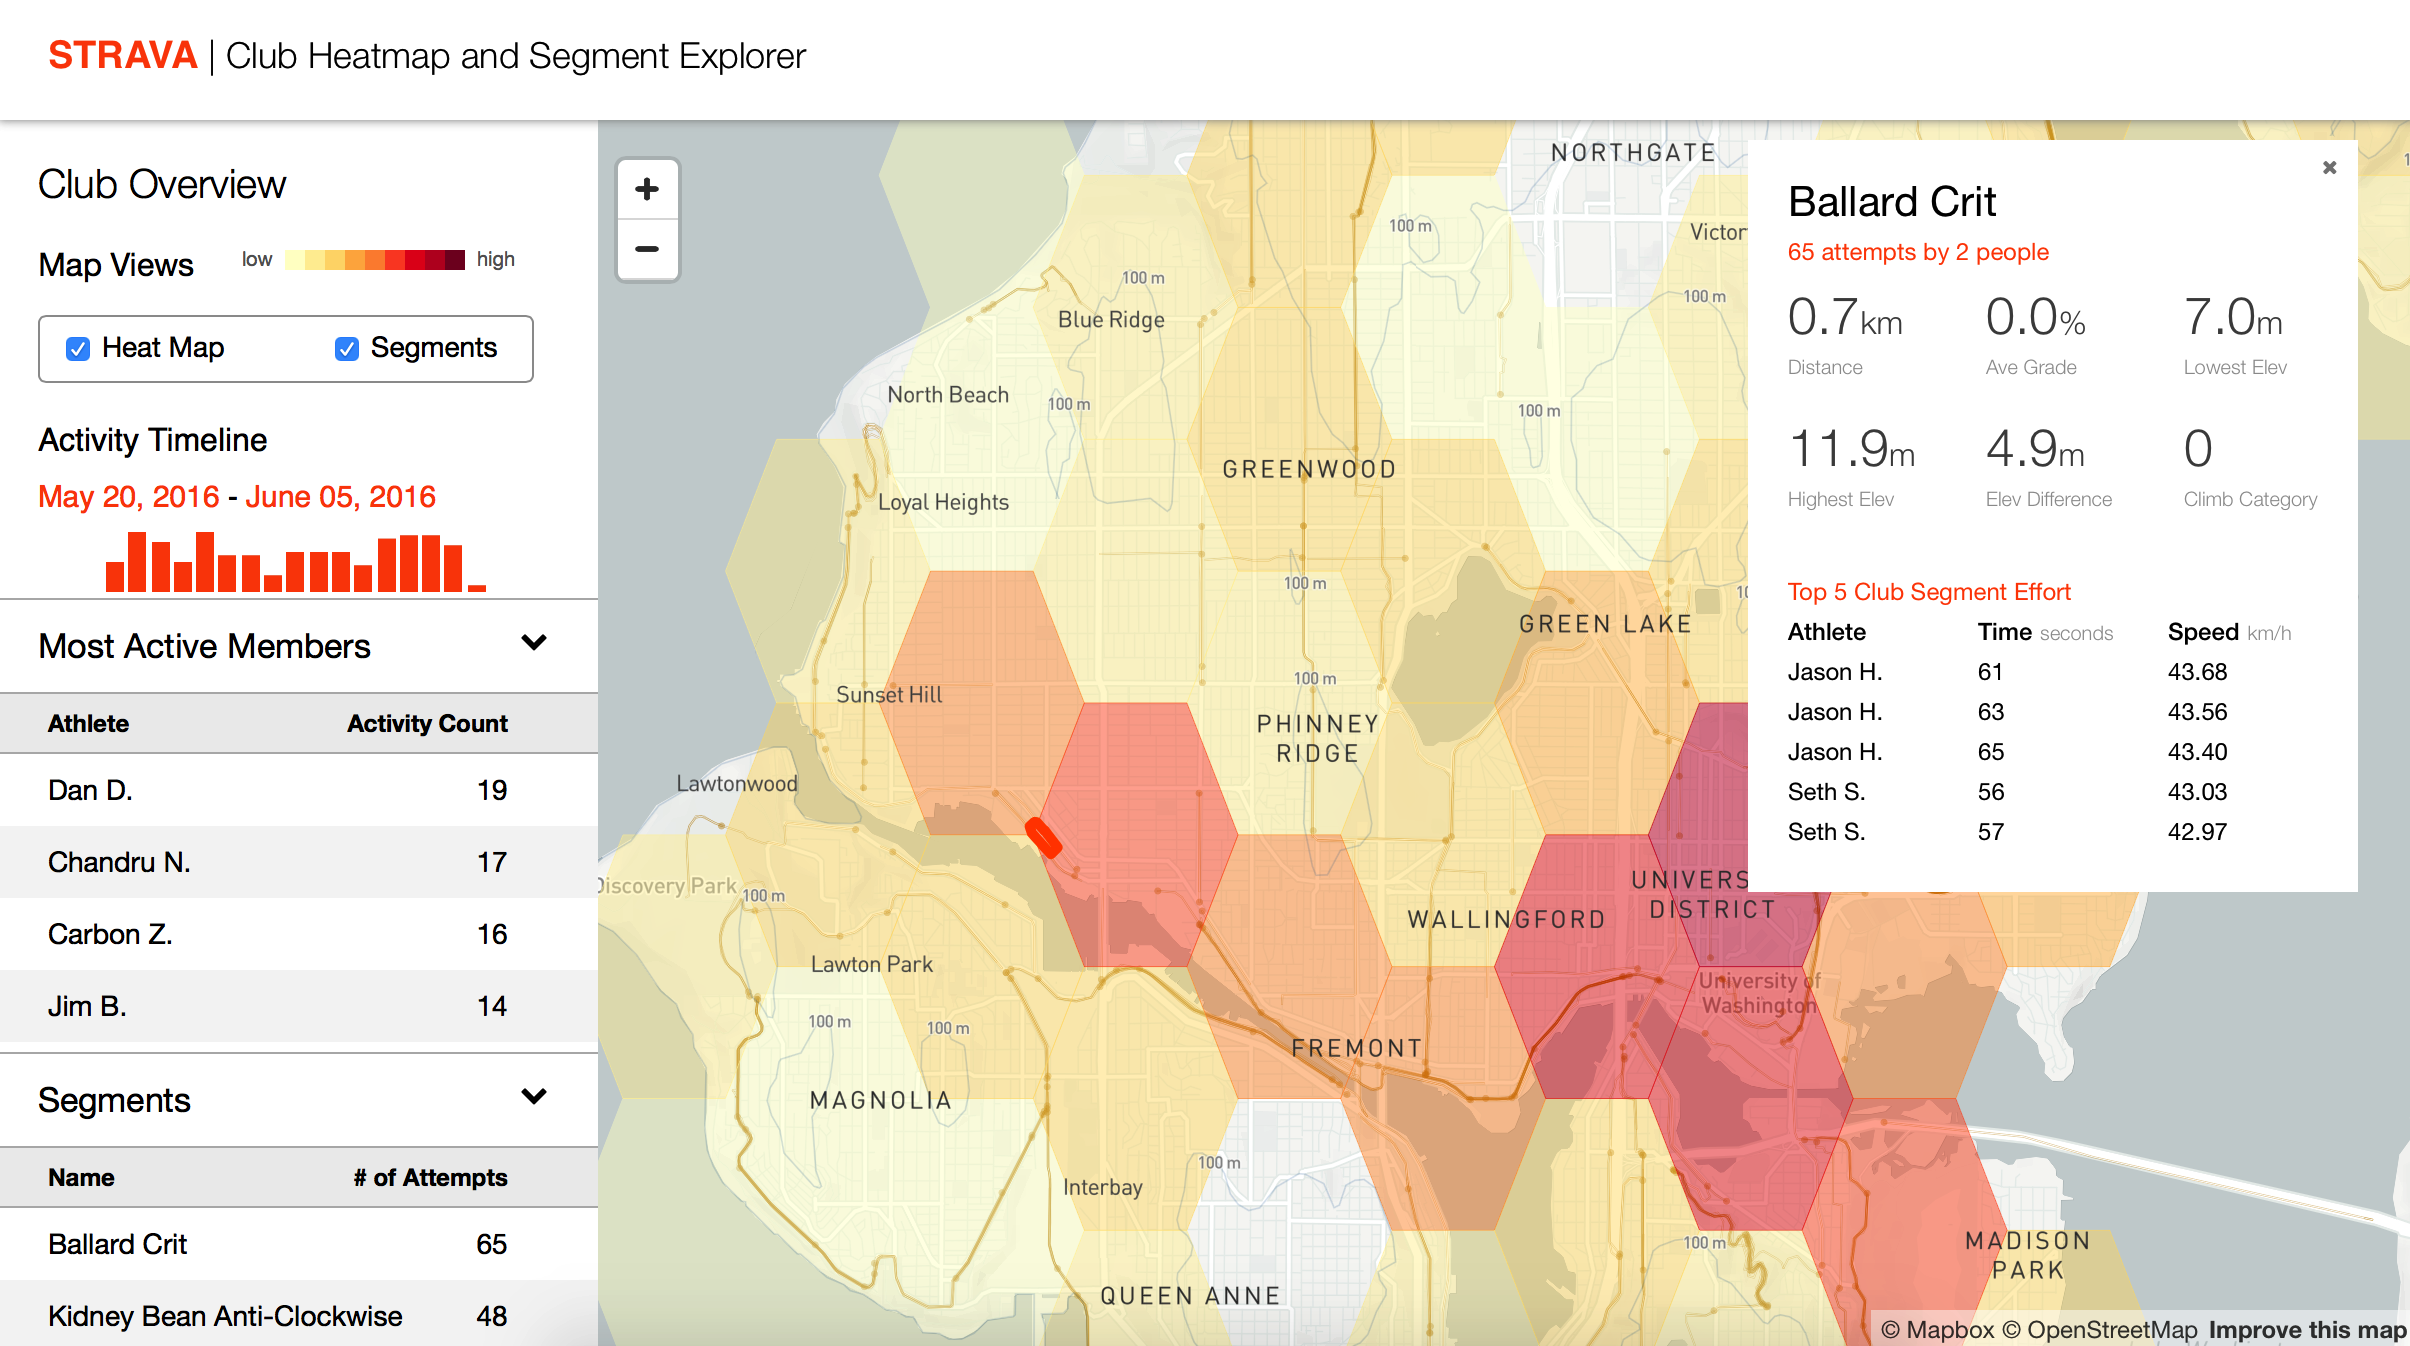 STRAVA | Club Heatmap and Segment Explorer
Club Overview
Map Views
low
high
Heat Map
Segments
Activity Timeline
May 20, 2016 - June 05, 2016
Most Active Members
Athlete Activity Count
Dan D. 19
Chandru N. 17
Carbon Z. 16
Jim B. 14
Segments
Name # of Attempts
Ballard Crit 65
Kidney Bean Anti-Clockwise 48
+
−
NORTHGATE
100 m
Victor
100 m
Blue Ridge
100 m
North Beach
100 m
100 m
GREENWOOD
Loyal Heights
100 m
GREEN LAKE
100 m
Sunset Hill
PHINNEY
RIDGE
Lawtonwood
Discovery Park
100 m
UNIVERS
DISTRICT
WALLINGFORD
Lawton Park
University of
Washington
100 m
100 m
FREMONT
MAGNOLIA
100 m
Interbay
100 m
MADISON
PARK
QUEEN ANNE
Ballard Crit
65 attempts by 2 people
0.7km 0.0% 7.0m
Distance Ave Grade Lowest Elev
11.9m 4.9m 0
Highest Elev Elev Difference Climb Category
Top 5 Club Segment Effort
Athlete Time seconds Speed km/h
Jason H. 61 43.68
Jason H. 63 43.56
Jason H. 65 43.40
Seth S. 56 43.03
Seth S. 57 42.97
© Mapbox © OpenStreetMap Improve this map